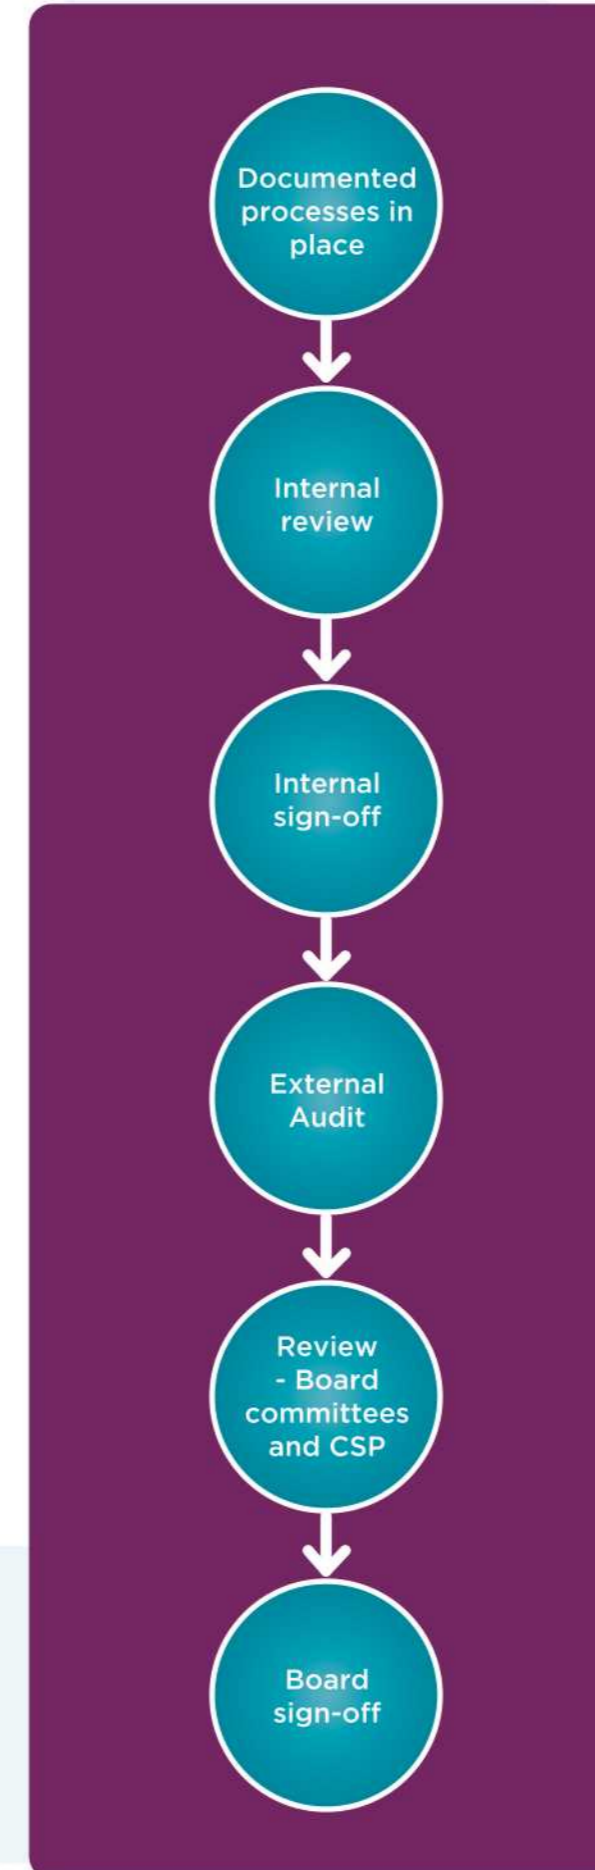 Documented
processes in
place
Internal
review
Internal
sign-off
External
Audit
Review
- Board
committees
and CSP
Board
sign-off